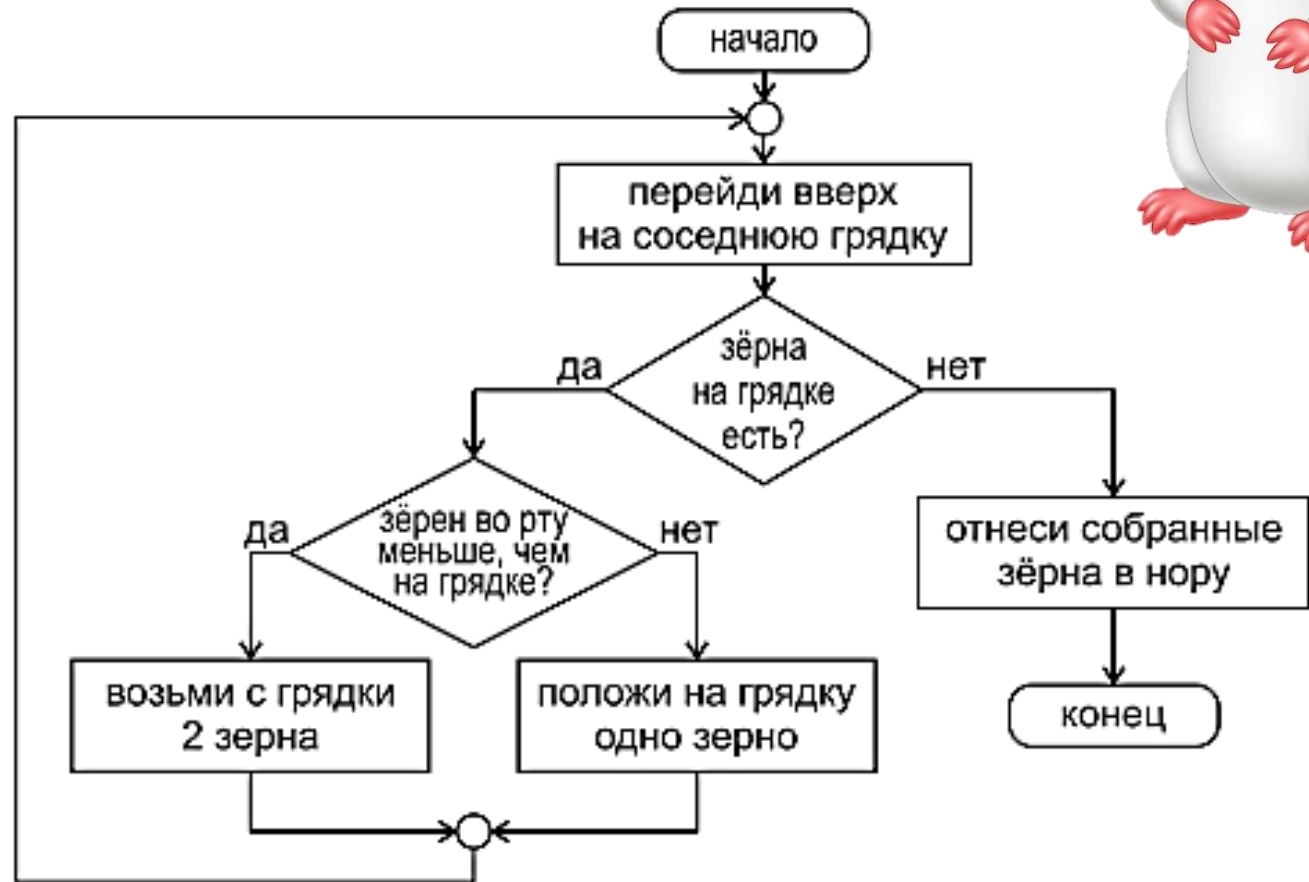 начало
перейди вверх
на соседнюю грядку
зёрна
на грядке
есть?
да
нет
зёрен во рту
меньше, чем
на грядке?
да
нет
отнеси собранные
зёрна в нору
возьми с грядки
2 зерна
положи на грядку
одно зерно
конец